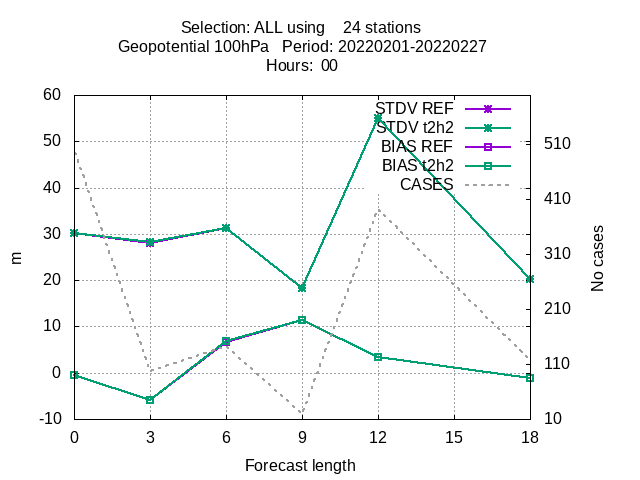 Selection: ALL using    24 stations
Geopotential 100hPa   Period: 20220201-20220227
Hours:  00
STDV REF
STDV t2h2
BIAS REF
BIAS t2h2
CASES
60
50
40
30
20
10
0
-10
m
510
410
310
210
110
10
No cases
0 3 6 9 12 15 18
Forecast length